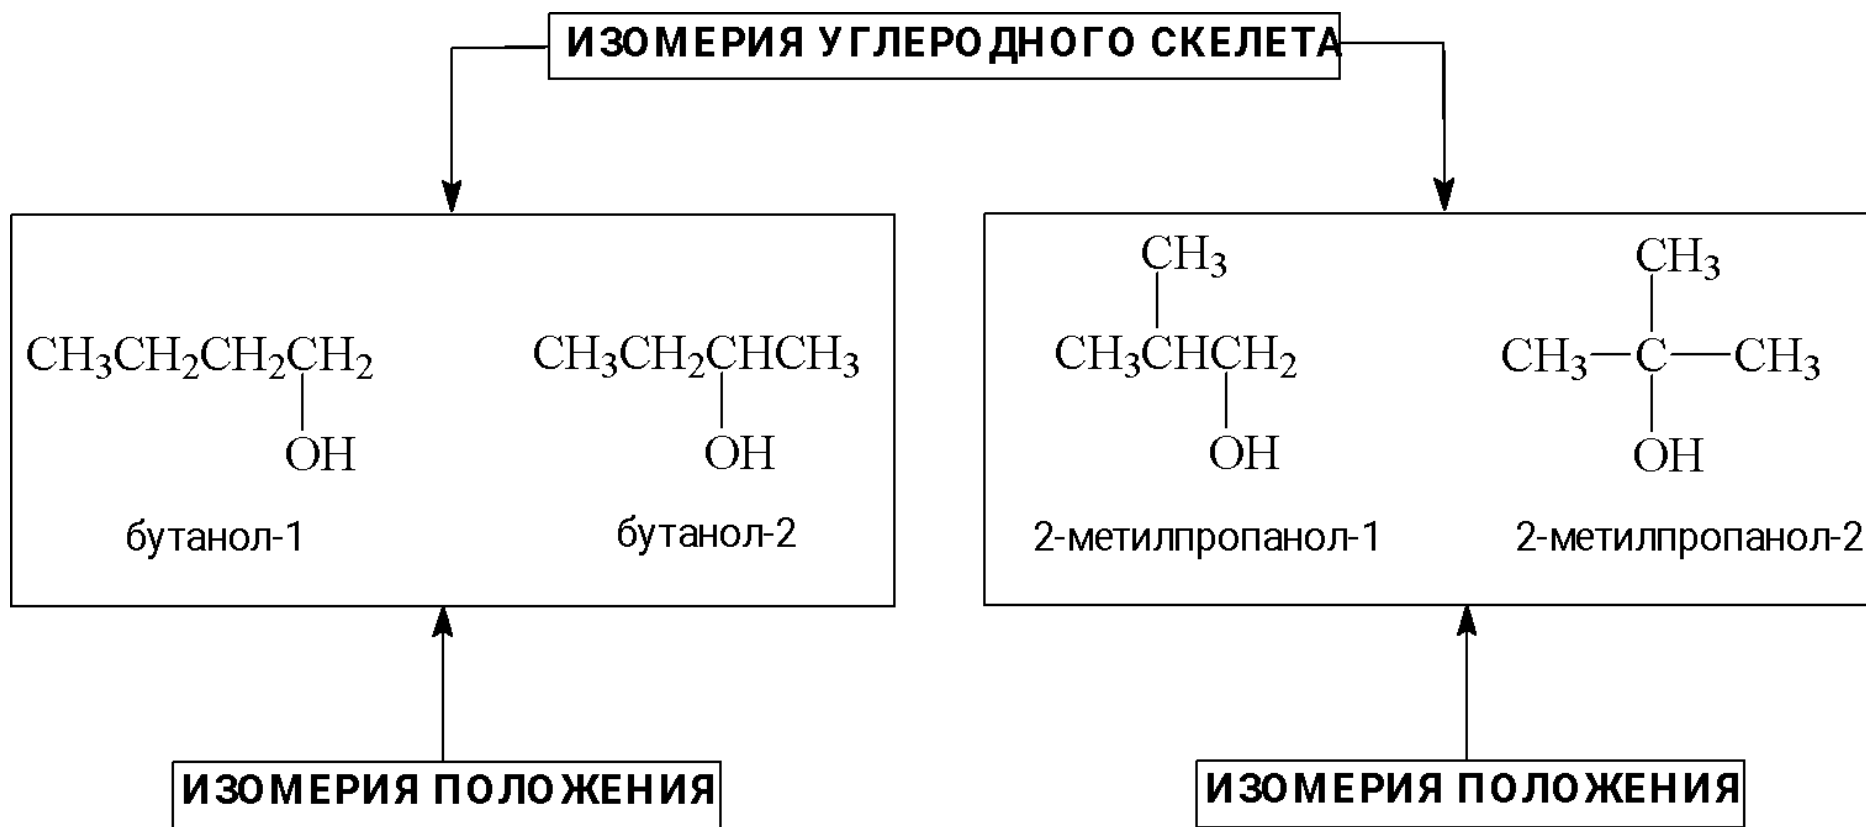 ИЗОМЕРИЯ УГЛЕРОДНОГО СКЕЛЕТА
CH₃
CH₃CH₂CH₂CH₂
OH
бутанол-1
CH₃CH₂CHCH₃
OH
бутанол-2
CH₃
CH₃CHCH₂
OH
2-метилпропанол-1
CH₃
CH₃—C—CH₃
OH
2-метилпропанол-2
ИЗОМЕРИЯ ПОЛОЖЕНИЯ
ИЗОМЕРИЯ ПОЛОЖЕНИЯ